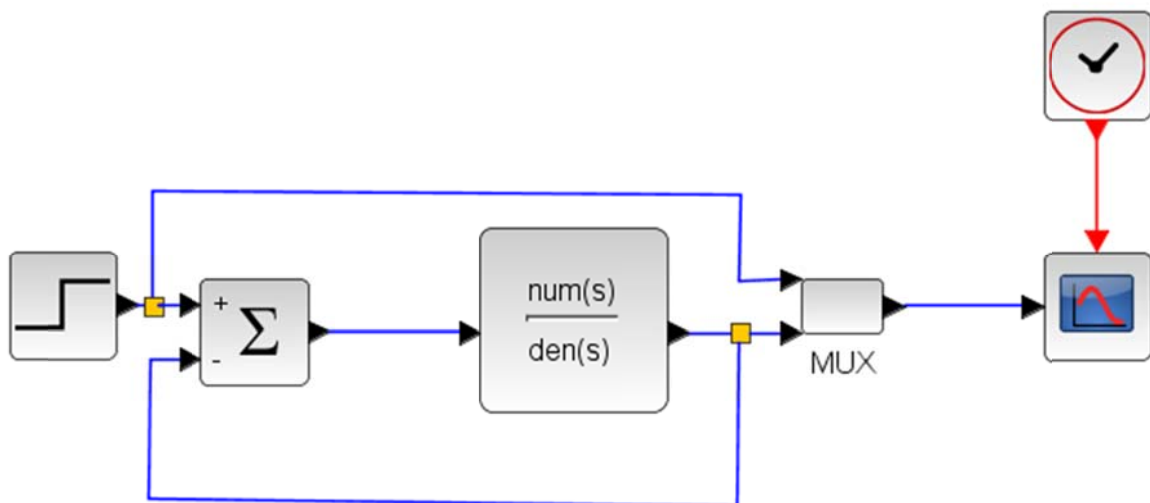 +
-
Σ
num(s)
den(s)
MUX